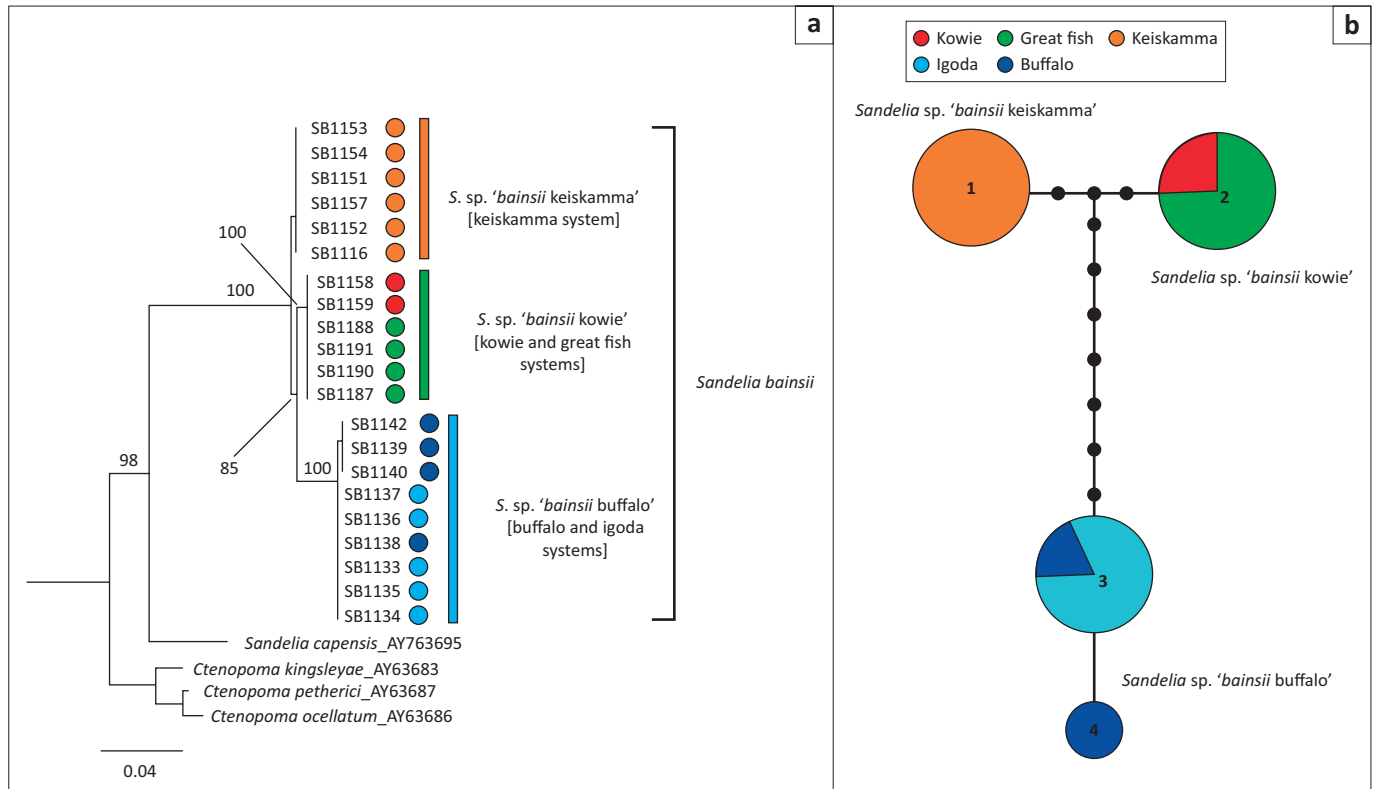 a
100
100
85
98
100
SB1153
SB1154
SB1151
SB1157
SB1152
SB1116
SB1158
SB1159
SB1188
SB1191
SB1190
SB1187
SB1142
SB1139
SB1140
SB1137
SB1136
SB1138
SB1133
SB1135
SB1134
Sandelia capensis_AY763695
Ctenopoma kingsleyae_AY63683
Ctenopoma petherici_AY63687
Ctenopoma ocellatum_AY63686
0.04
S. sp. ‘bainsii keiskamma’
[keiskamma system]
S. sp. ‘bainsii kowie’
[kowie and great fish
systems]
S. sp. ‘bainsii buffalo’
[buffalo and igoda
systems]
Sandelia bainsii
b
Kowie Great fish Keiskamma
Igoda Buffalo
Sandelia sp. ‘bainsii keiskamma’
1
2
Sandelia sp. ‘bainsii kowie’
3
Sandelia sp. ‘bainsii buffalo’
4